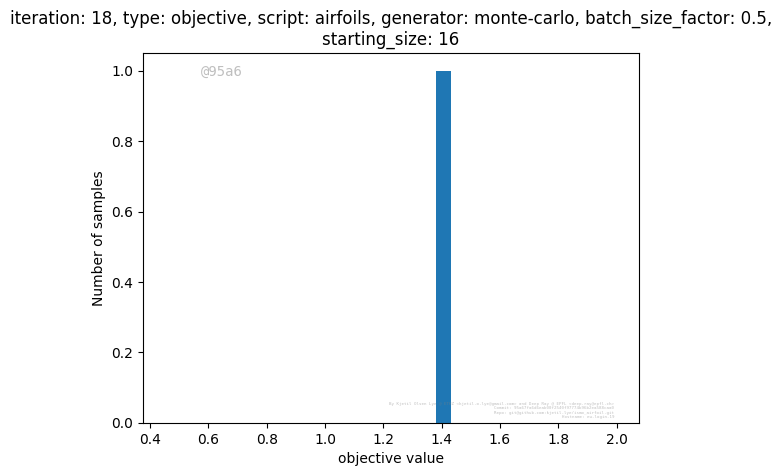 iteration: 18, type: objective, script: airfoils, generator: monte-carlo, batch_size_factor: 0.5,
starting_size: 16
@95a6
1.0
0.8
0.6
0.4
0.2
0.0
Number of samples
0.4 0.6 0.8 1.0 1.2 1.4 1.6 1.8 2.0
objective value